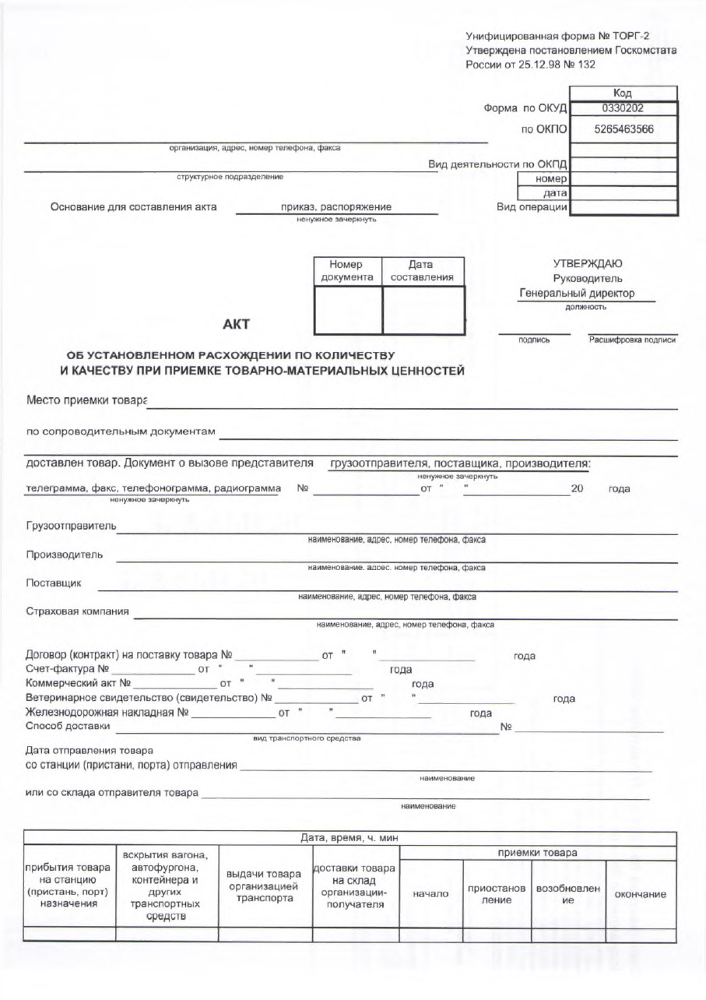 Унифицированная форма № ТОРГ-2
Утверждена постановлением Госкомстата
России от 25.12.98 № 132
Код
Форма по ОКУД 0330202
по ОКПО 5265463566
организация, адрес, номер телефона, факса
Вид деятельности по ОКПД
структурное подразделение
номер
дата
Основание для составления акта приказ, распоряжение Вид операции
ненужное зачеркнуть
Номер документа
Дата составления
УТВЕРЖДАЮ
Руководитель
Генеральный директор
должность
АКТ
подпись Расшифровка подписи
ОБ УСТАНОВЛЕННОМ РАСХОЖДЕНИИ ПО КОЛИЧЕСТВУ
И КАЧЕСТВУ ПРИ ПРИЕМКЕ ТОВАРНО-МАТЕРИАЛЬНЫХ ЦЕННОСТЕЙ
Место приемки товара
по сопроводительным документам
доставлен товар. Документ о вызове представителя грузоотправителя, поставщика, производителя:
ненужное зачеркнуть
телеграмма, факс, телефонограмма, радиограмма № от " " 20 года
ненужное зачеркнуть
Грузоотправитель
наименование, адрес, номер телефона, факса
Производитель
наименование, адрес, номер телефона, факса
Поставщик
наименование, адрес, номер телефона, факса
Страховая компания
наименование, адрес, номер телефона, факса
Договор (контракт) на поставку товара № от " " года
Счет-фактура № от " " года
Коммерческий акт № от " " года
Ветеринарное свидетельство (свидетельство) № от " " года
Железнодорожная накладная № от " " года
Способ доставки №
вид транспортного средства
Дата отправления товара
со станции (пристани, порта) отправления
наименование
или со склада отправителя товара
наименование
Дата, время, ч. мин
прибытия товара
на станцию
(пристань, порт)
назначения
вскрытия вагона,
автофургона,
контейнера и
других
транспортных
средств
выдачи товара
организацией
транспорта
доставки товара
на склад
организации-
получателя
приемки товара
начало
приостанов
ление
возобновлен
ие
окончание